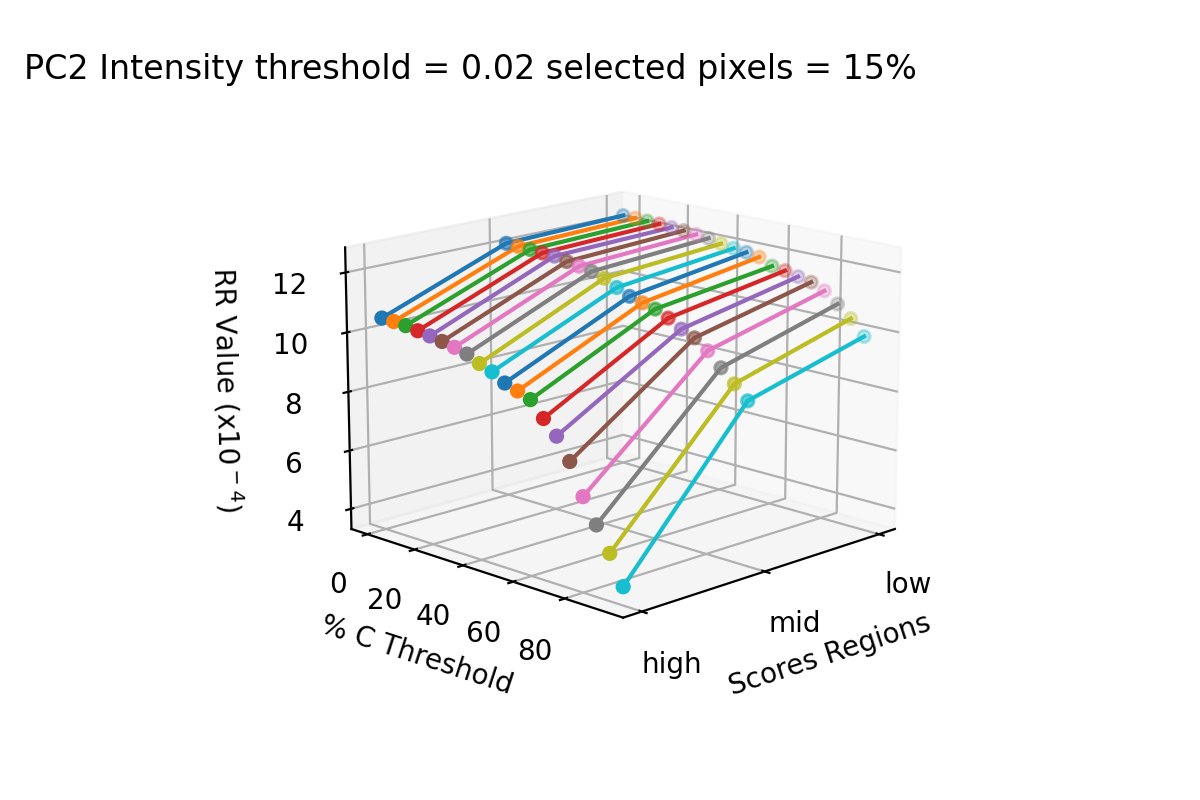 PC2 Intensity threshold = 0.02 selected pixels = 15%
RR Value (x10⁻⁴)
12
10
8
6
4
0
20
40
60
80
% C Threshold
high
mid
low
Scores Regions